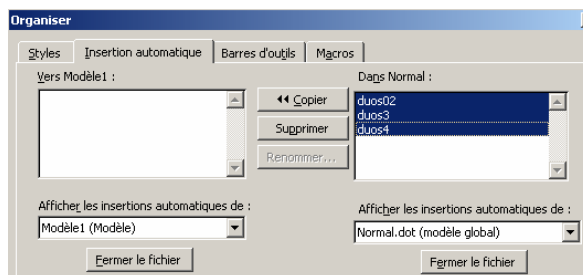 Organiser
Styles
Insertion automatique
Barres d'outils
Macros
Vers Modèle1 :
Dans Normal :
Copier
Supprimer
Renommer...
duos02
duos3
duos4
Afficher les insertions automatiques de :
Modèle1 (Modèle)
Fermer le fichier
Afficher les insertions automatiques de :
Normal.dot (modèle global)
Fermer le fichier